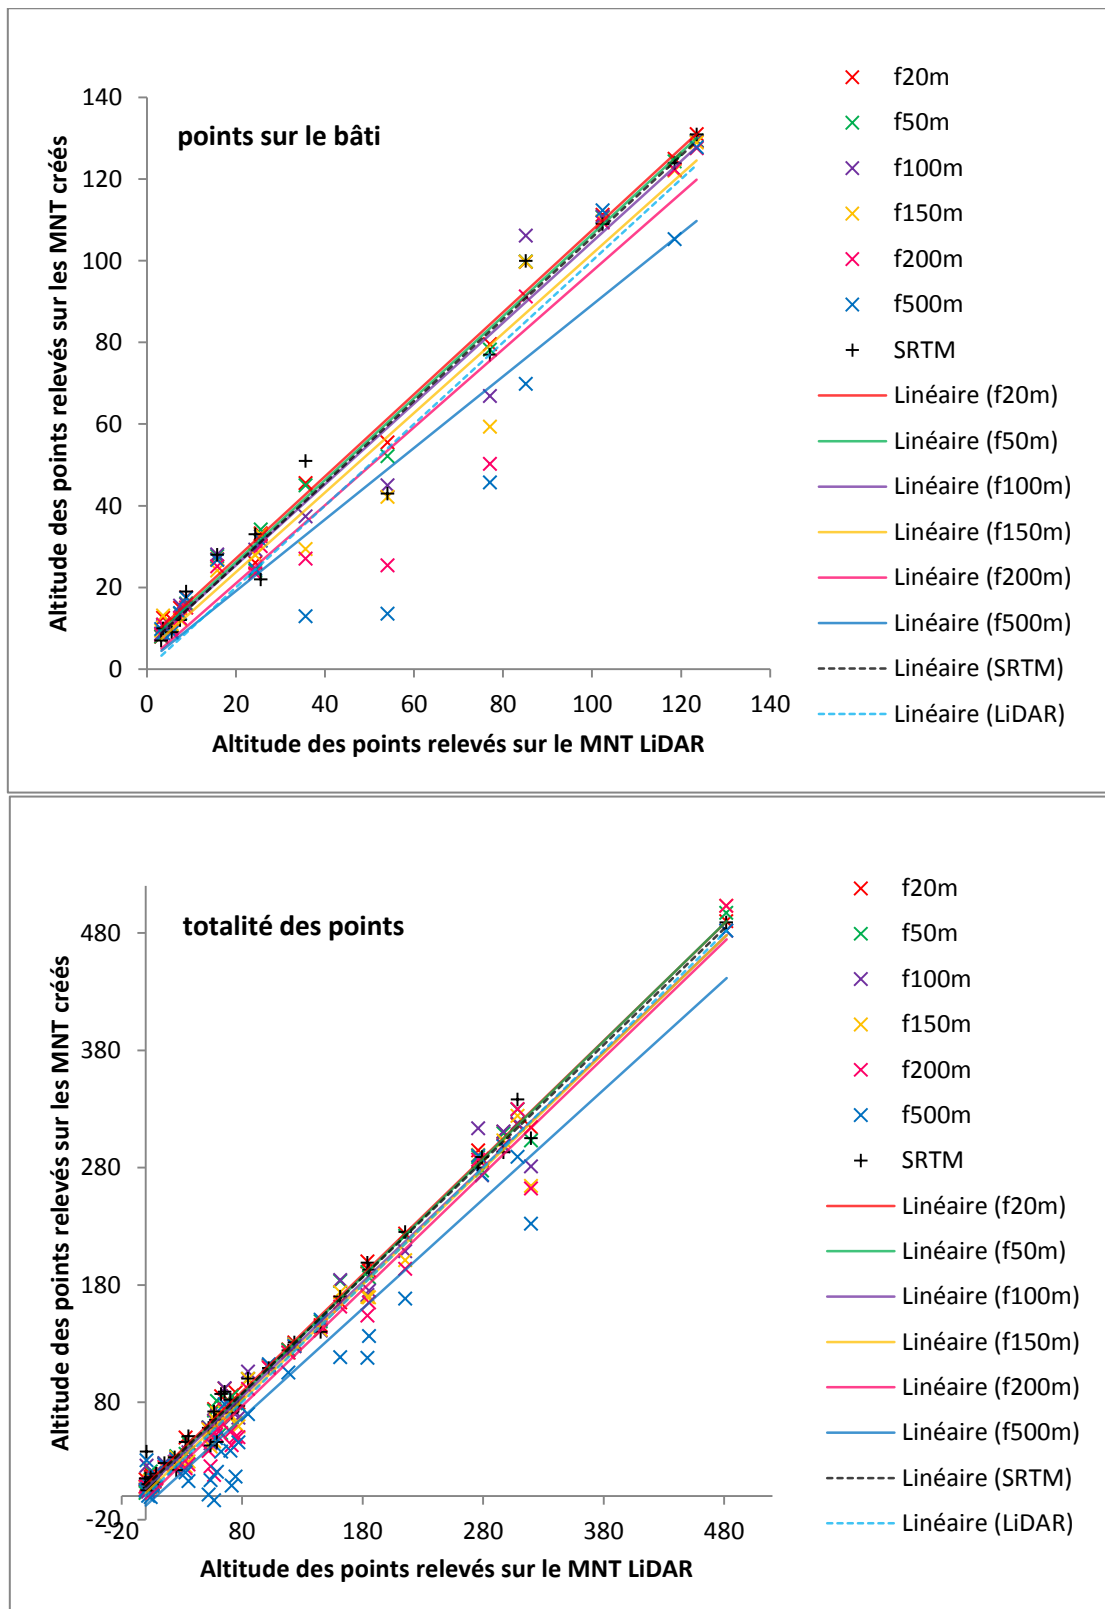 points sur le bâti
Altitude des points relevés sur les MNT créés
140
120
100
80
60
40
20
0
0 20 40 60 80 100 120 140
Altitude des points relevés sur le MNT LiDAR
f20m
f50m
f100m
f150m
f200m
f500m
SRTM
Linéaire (f20m)
Linéaire (f50m)
Linéaire (f100m)
Linéaire (f150m)
Linéaire (f200m)
Linéaire (f500m)
Linéaire (SRTM)
Linéaire (LiDAR)
totalité des points
Altitude des points relevés sur les MNT créés
480
380
280
180
80
-20
-20 80 180 280 380 480
Altitude des points relevés sur le MNT LiDAR
f20m
f50m
f100m
f150m
f200m
f500m
SRTM
Linéaire (f20m)
Linéaire (f50m)
Linéaire (f100m)
Linéaire (f150m)
Linéaire (f200m)
Linéaire (f500m)
Linéaire (SRTM)
Linéaire (LiDAR)